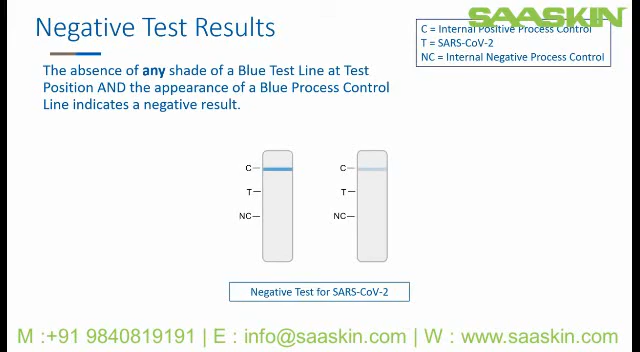 SAASKIN
Negative Test Results
C = Internal Positive Process Control
T = SARS-CoV-2
NC = Internal Negative Process Control
The absence of any shade of a Blue Test Line at Test
Position AND the appearance of a Blue Process Control
Line indicates a negative result.
C
T
NC
C
T
NC
Negative Test for SARS-CoV-2
M :+91 9840819191 | E : info@saaskin.com | W : www.saaskin.com